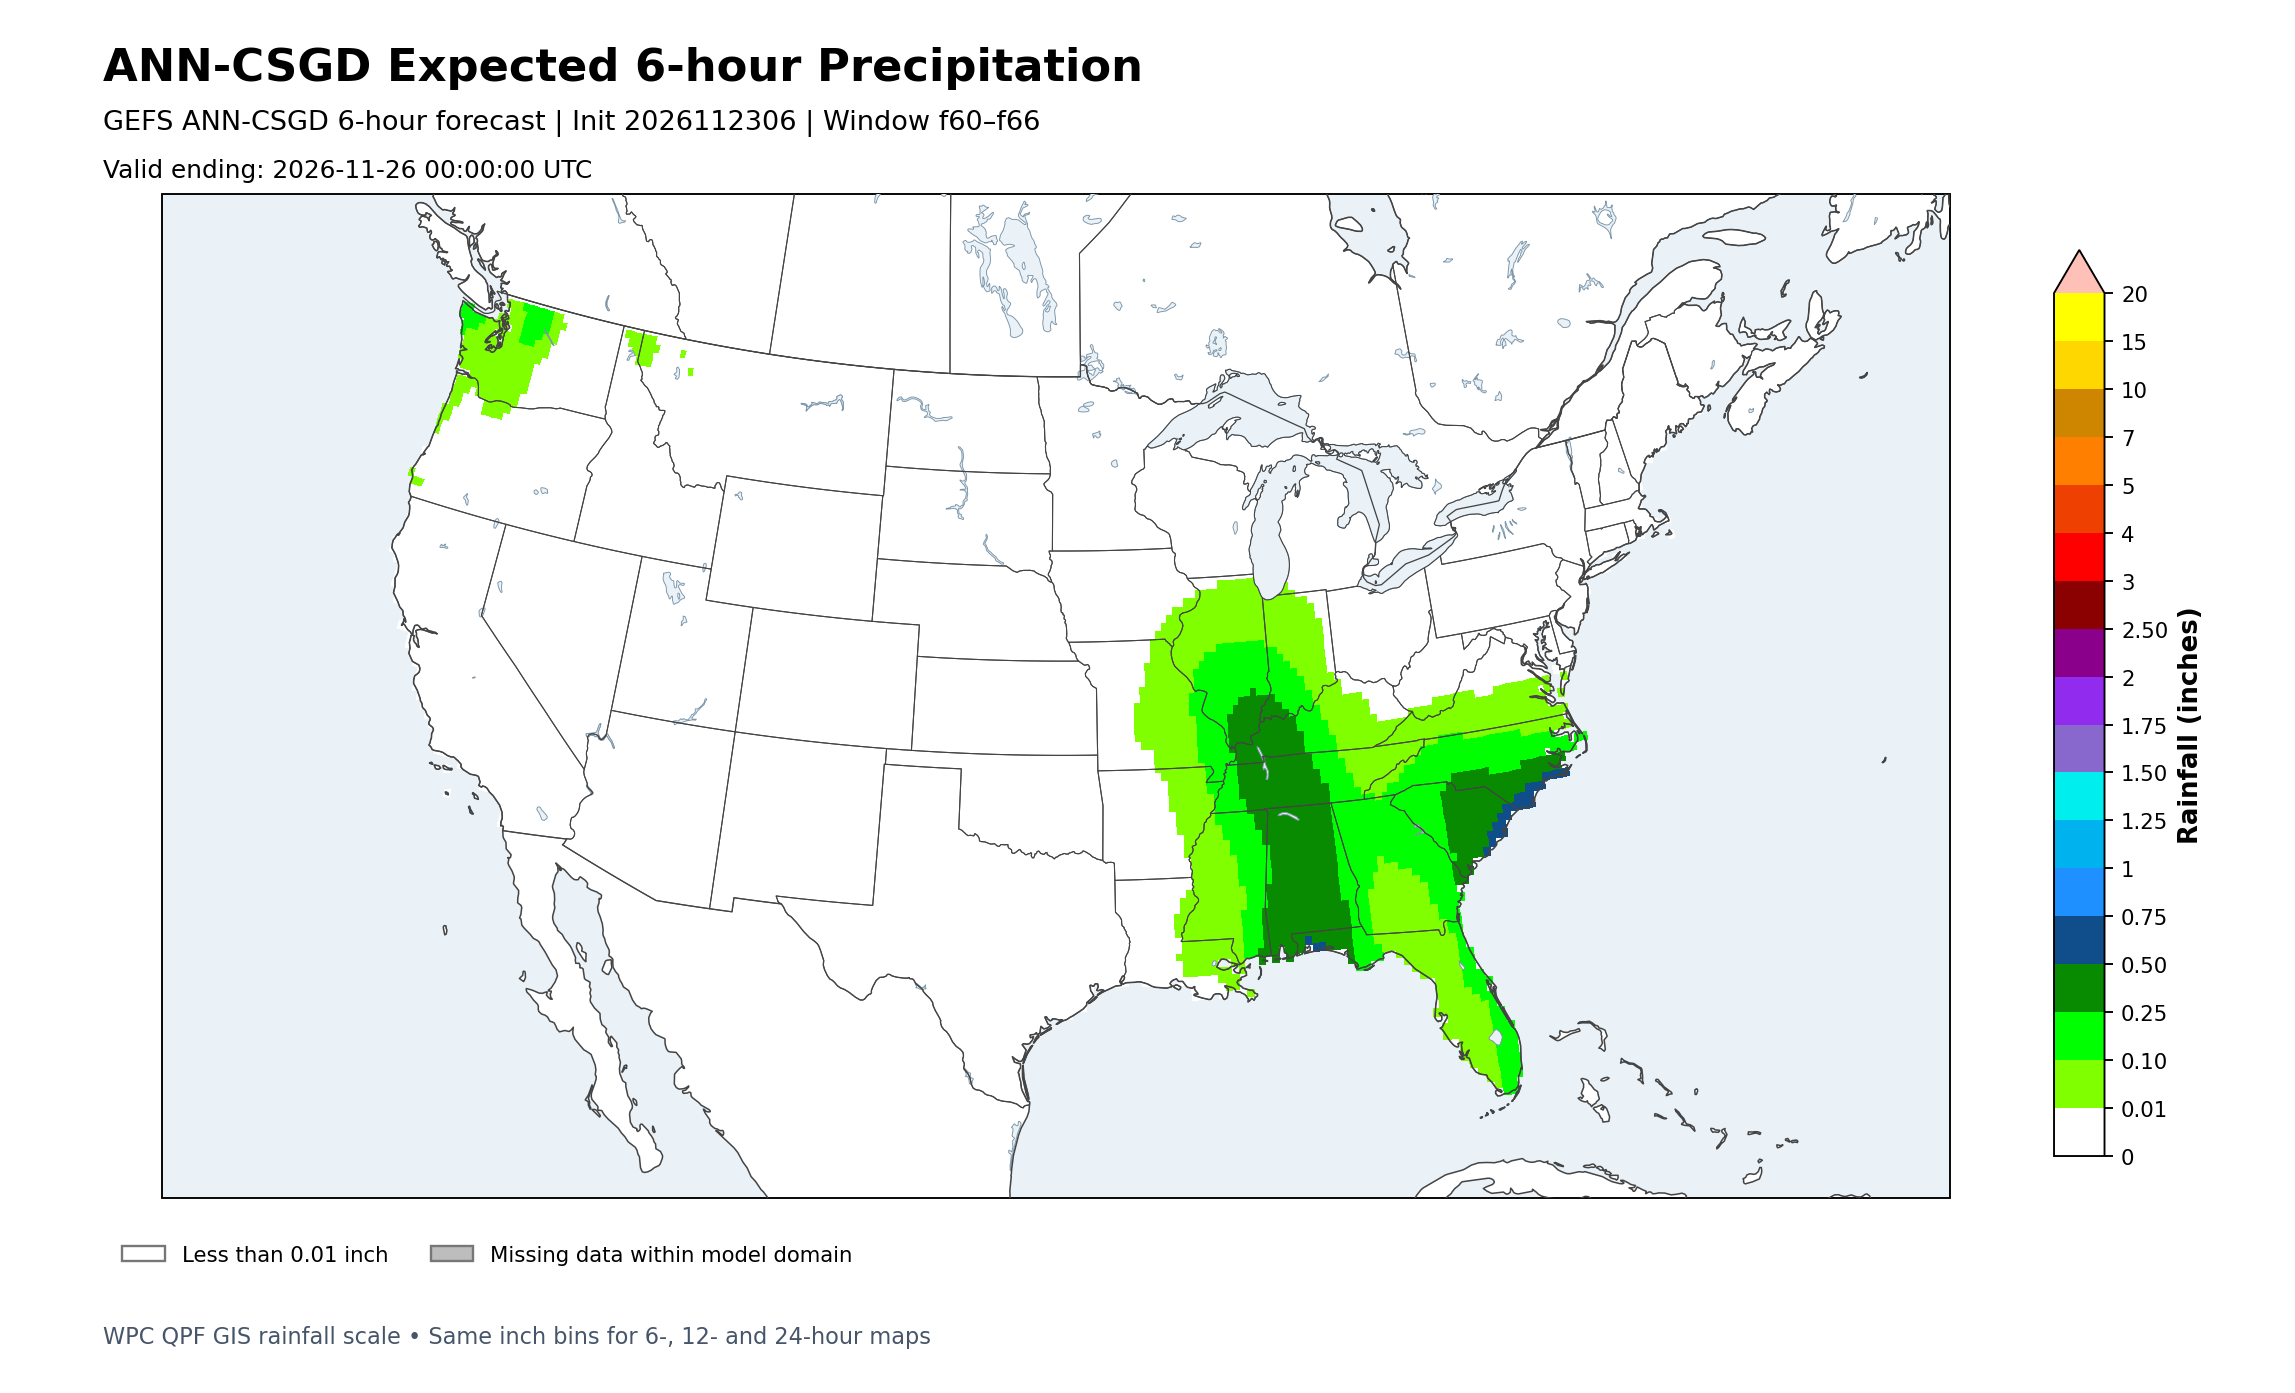 ANN-CSGD Expected 6-hour Precipitation
GEFS ANN-CSGD 6-hour forecast | Init 2026112306 | Window f60–f66
Valid ending: 2026-11-26 00:00:00 UTC
20
15
10
7
5
4
3
2.50
2
1.75
1.50
1.25
1
0.75
0.50
0.25
0.10
0.01
0
Rainfall (inches)
Less than 0.01 inch
Missing data within model domain
WPC QPF GIS rainfall scale • Same inch bins for 6-, 12- and 24-hour maps